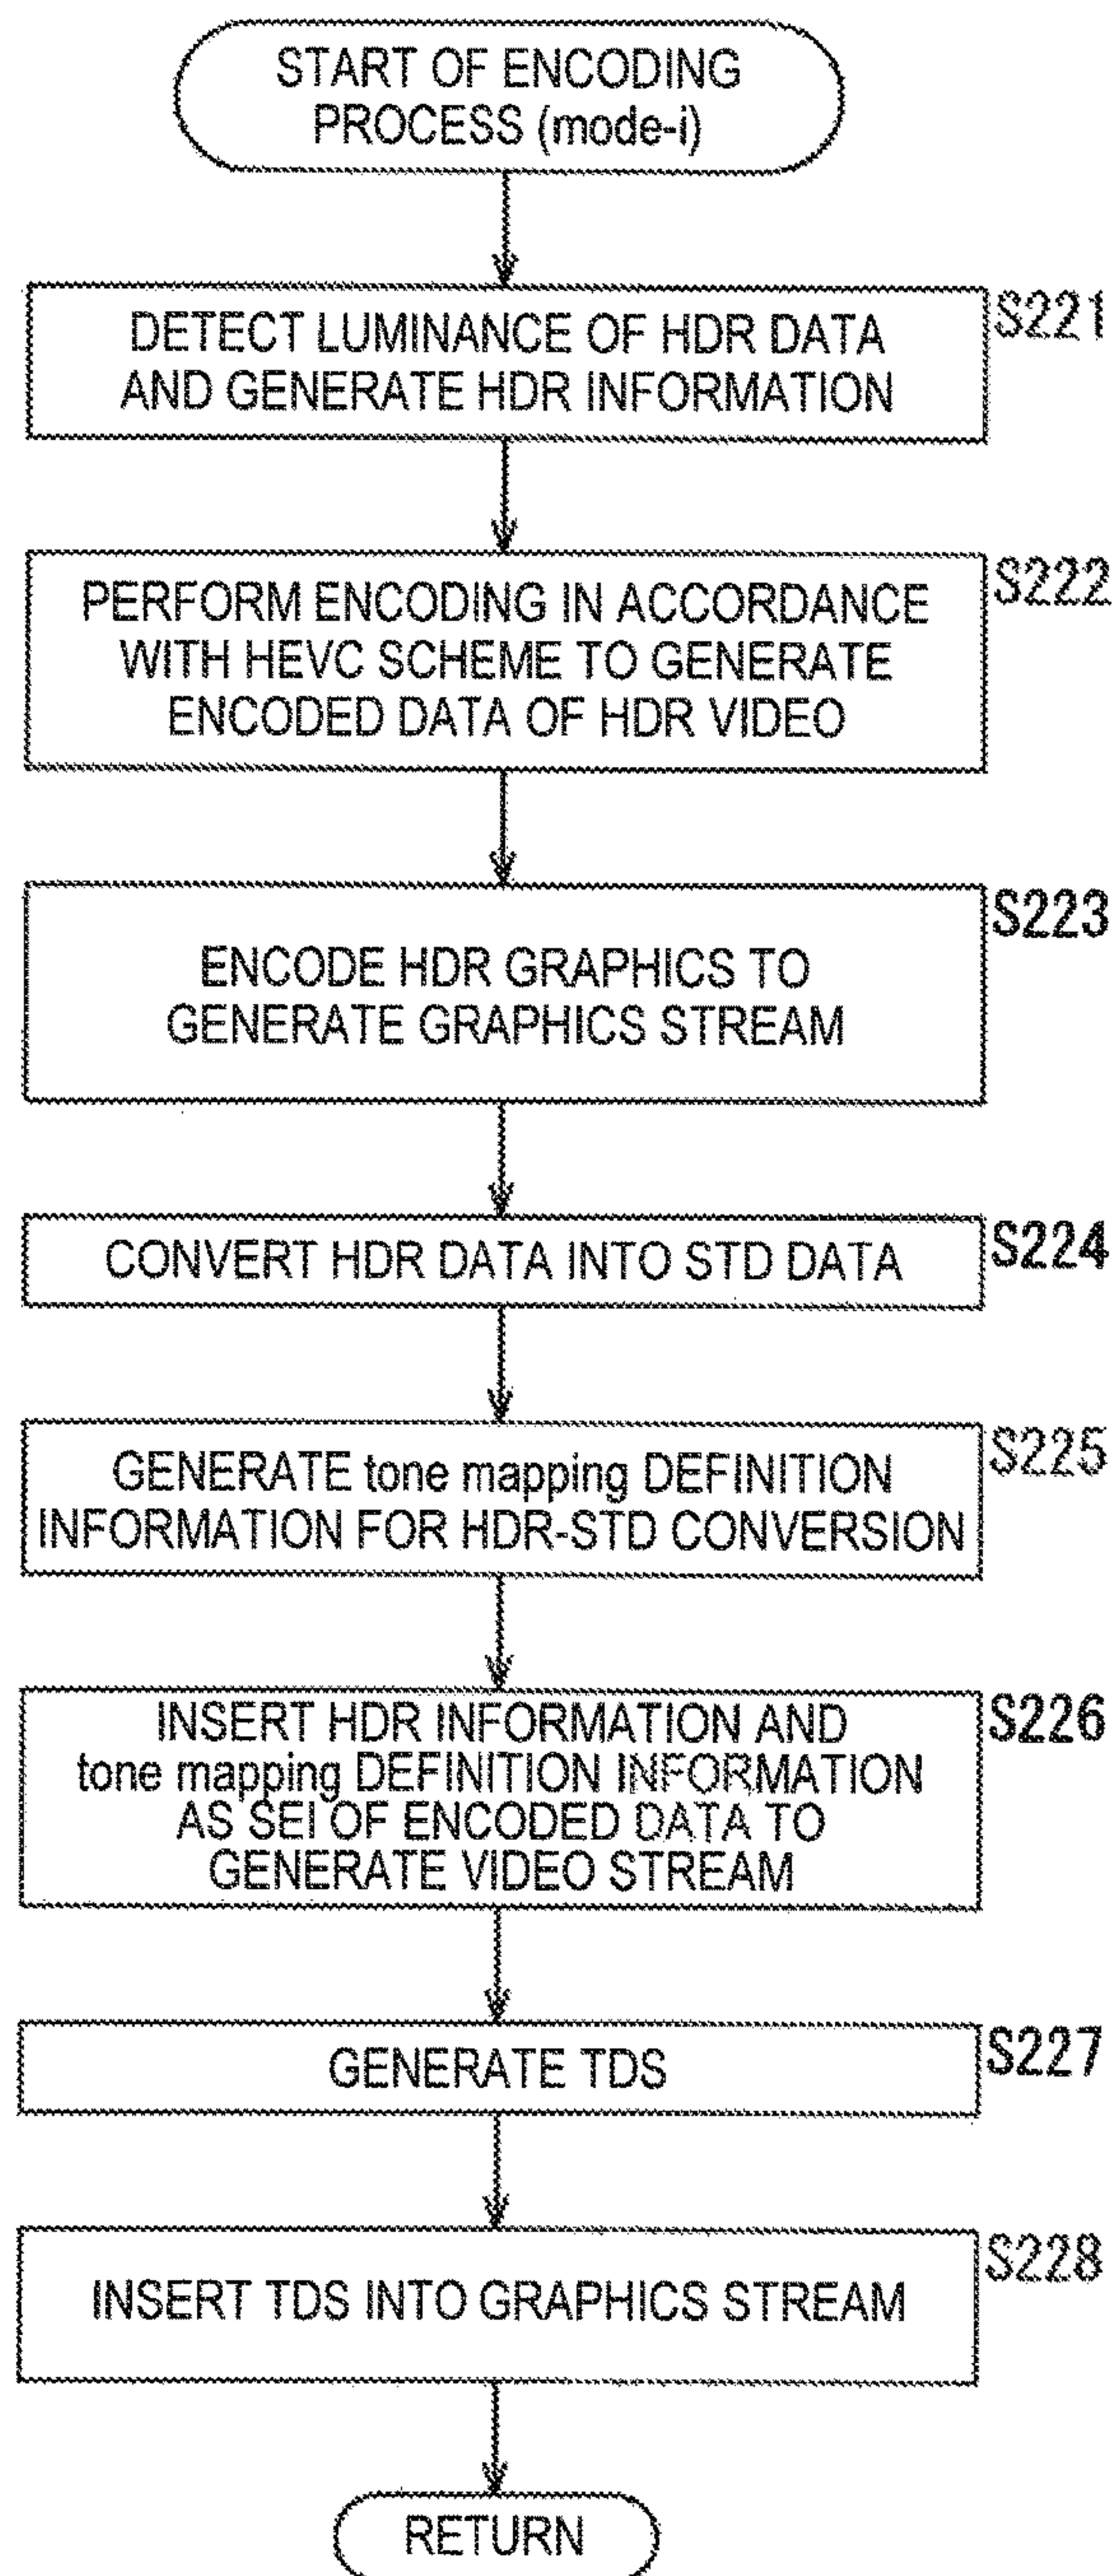 START OF ENCODING
PROCESS (mode-i)
DETECT LUMINANCE OF HDR DATA
AND GENERATE HDR INFORMATION
S221
PERFORM ENCODING IN ACCORDANCE
WITH HEVC SCHEME TO GENERATE
ENCODED DATA OF HDR VIDEO
S222
ENCODE HDR GRAPHICS TO
GENERATE GRAPHICS STREAM
S223
CONVERT HDR DATA INTO STD DATA
S224
GENERATE tone mapping DEFINITION
INFORMATION FOR HDR-STD CONVERSION
S225
INSERT HDR INFORMATION AND
tone mapping DEFINITION INFORMATION
AS SEI OF ENCODED DATA TO
GENERATE VIDEO STREAM
S226
GENERATE TDS
S227
INSERT TDS INTO GRAPHICS STREAM
S228
RETURN